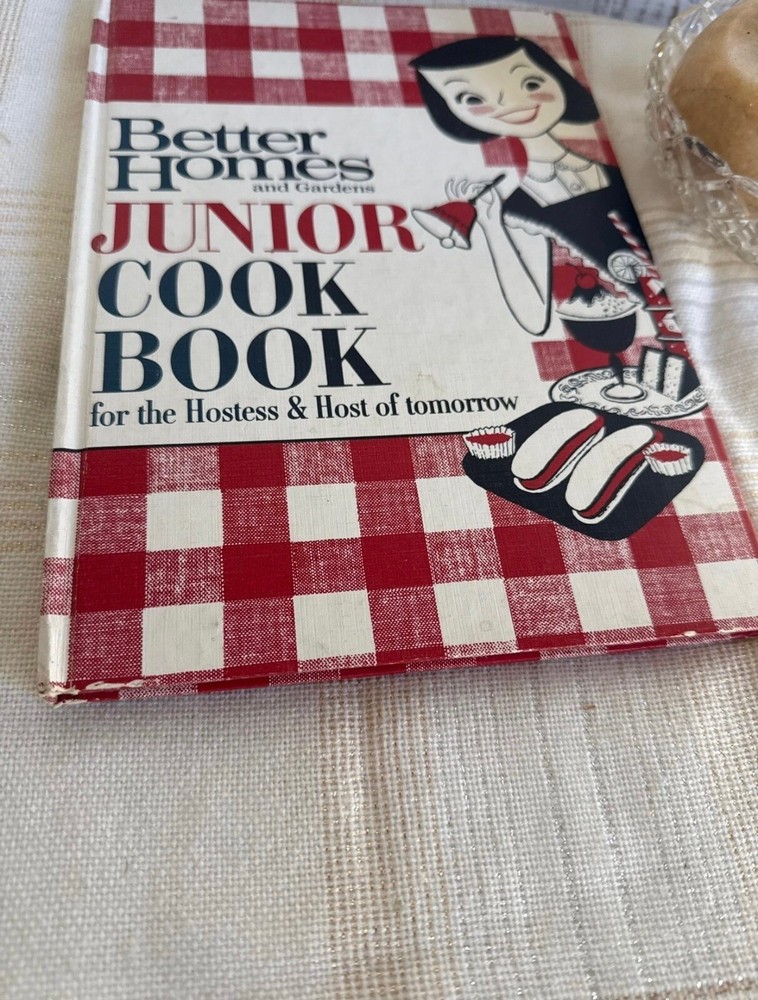 Better
Homes
and Gardens
JUNIOR
COOK
BOOK
for the Hostess & Host of tomorrow